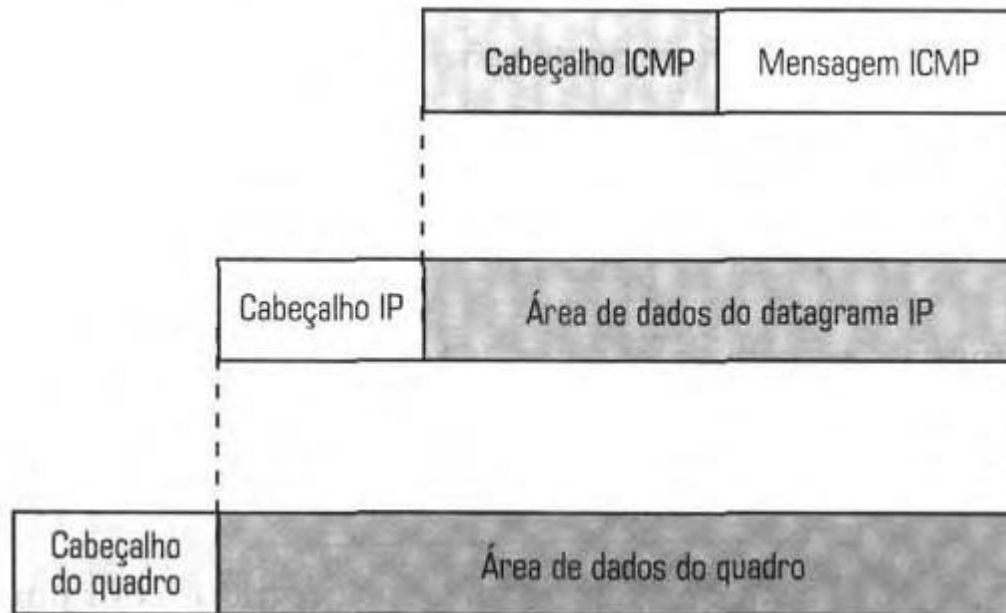 Cabeçalho ICMP
Mensagem ICMP
Cabeçalho IP
Área de dados do datagrama IP
Cabeçalho
do quadro
Área de dados do quadro